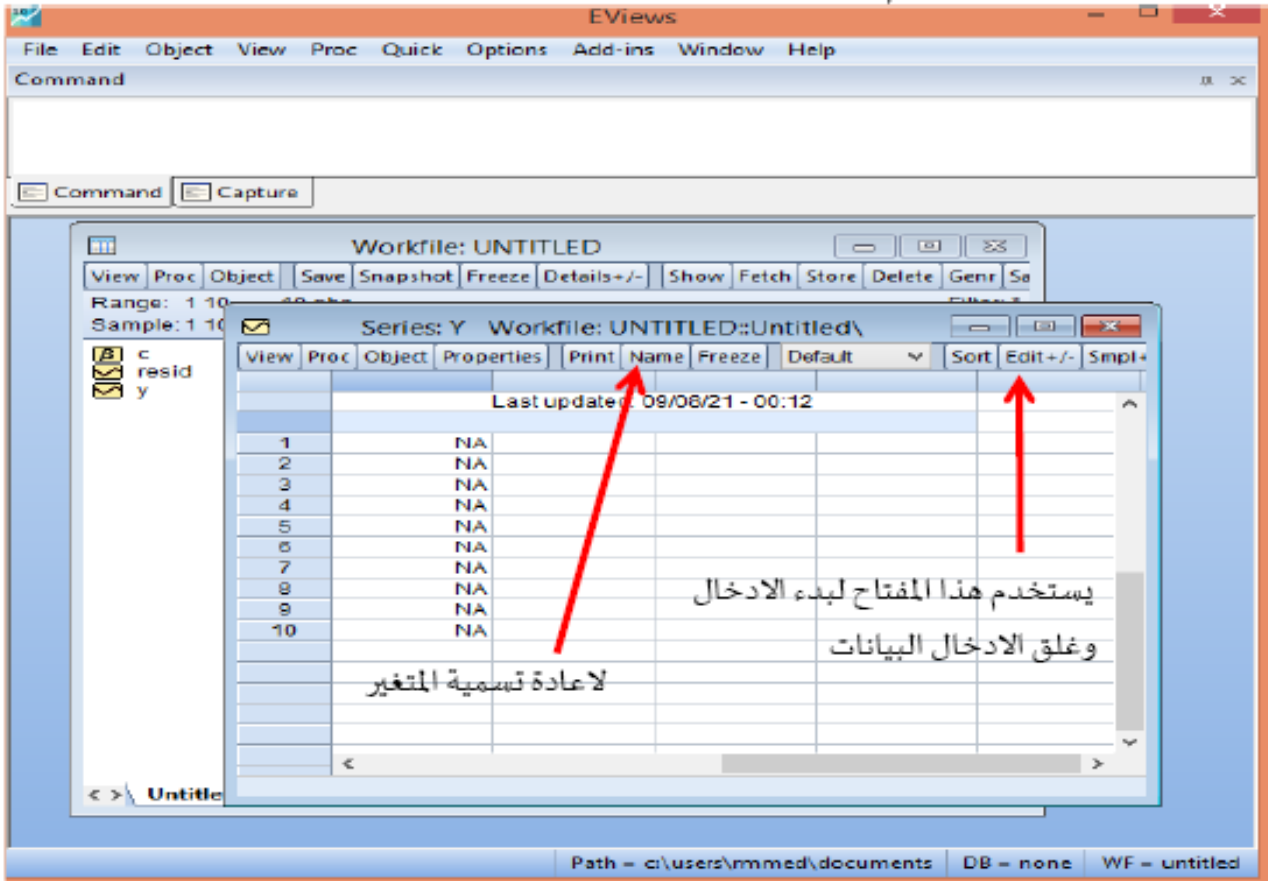 EViews
File Edit Object View Proc Quick Options Add-ins Window Help
Command
Command Capture
Workfile: UNTITLED
View Proc Object Save Snapshot Freeze Details+/- Show Fetch Store Delete Genr Sa
Range: 1 10
Sample: 1 10
c
resid
y
Series: Y Workfile: UNTITLED::Untitled\
View Proc Object Properties Print Name Freeze Default Sort Edit+/- Smpl+
Last updated: 09/08/21 - 00:12
1 NA
2 NA
3 NA
4 NA
5 NA
6 NA
7 NA
8 NA
9 NA
10 NA
يستخدم هذا المفتاح لبدء الادخال
وغلق الادخال البيانات
لاعادة تسمية المتغير
Untitle
Path = c:\users\mmed\documents DB = none WF = untitled